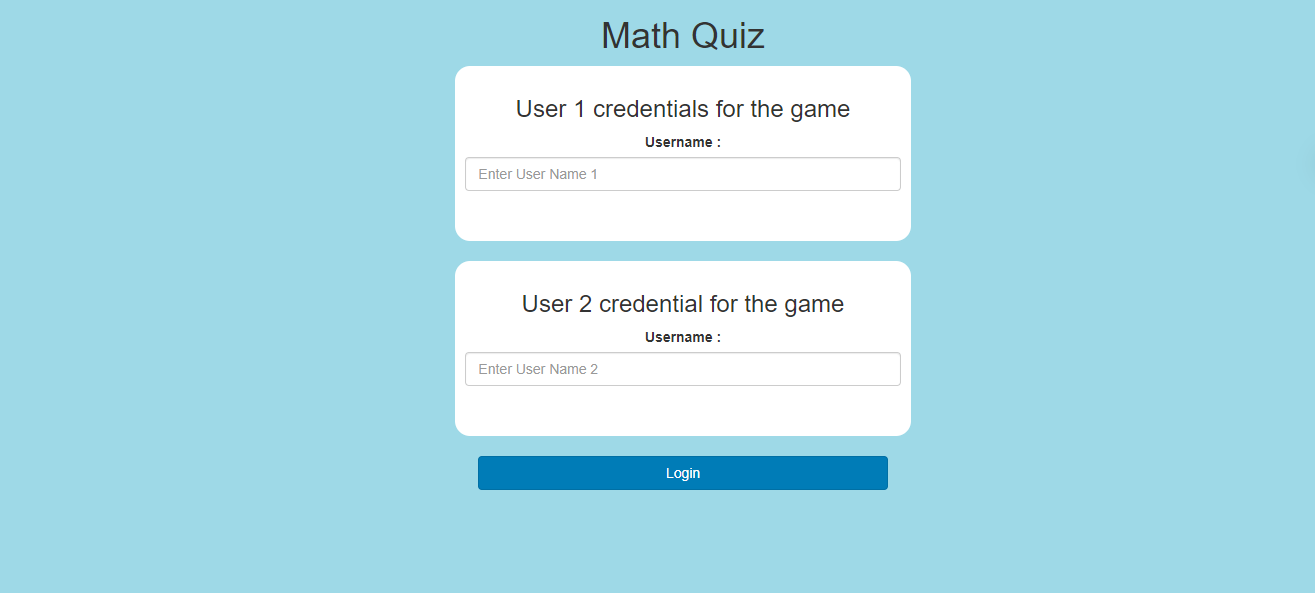 Math Quiz
User 1 credentials for the game
Username :
Enter User Name 1
User 2 credential for the game
Username :
Enter User Name 2
Login